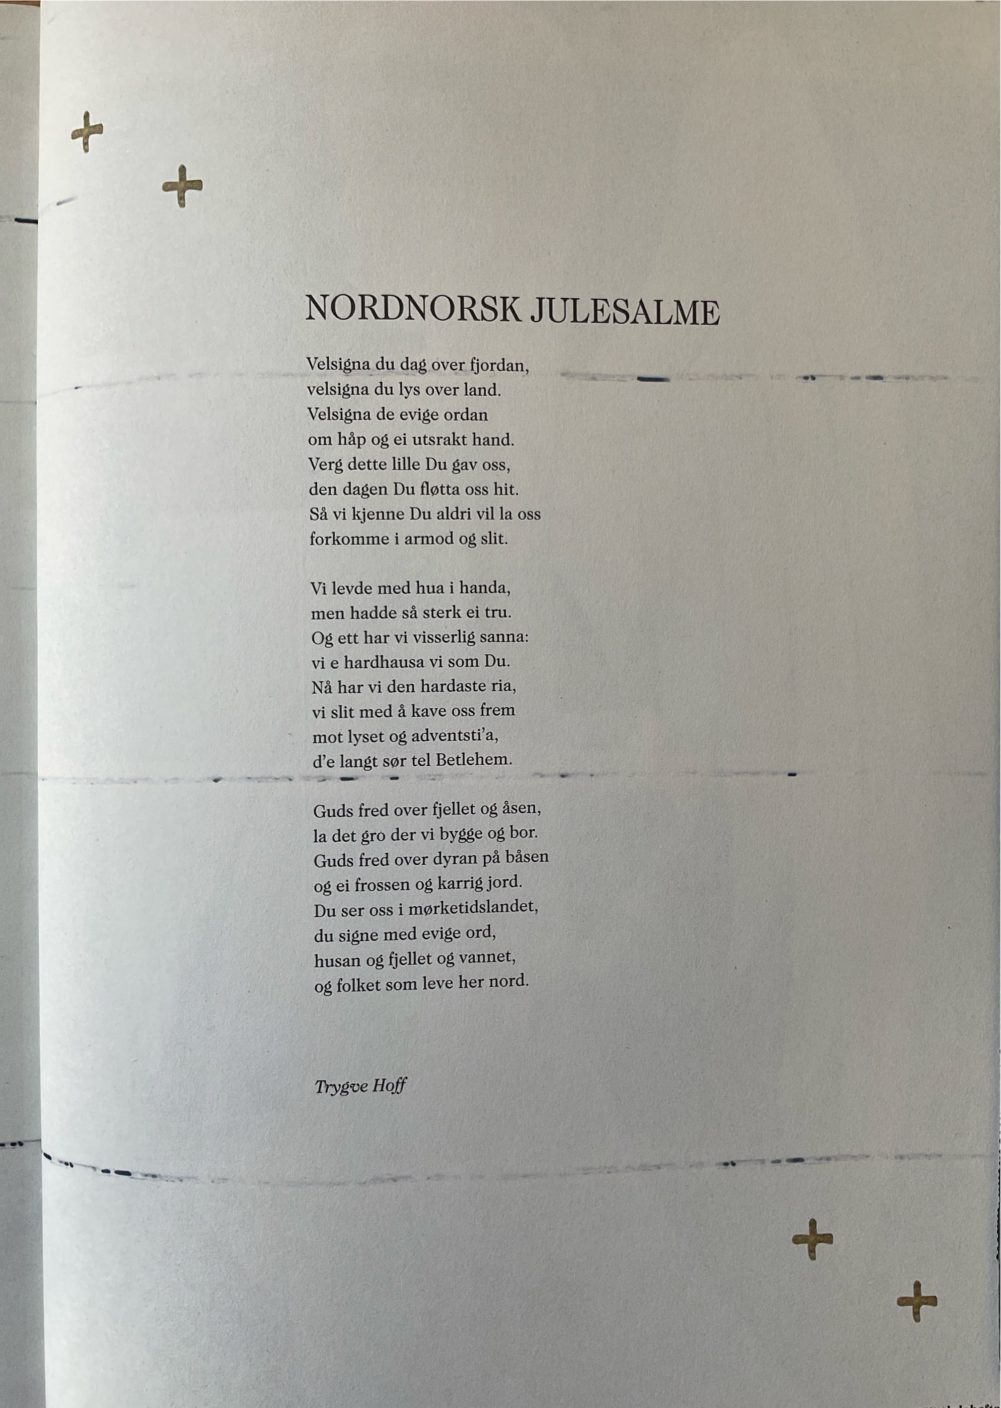 NORDNORSK JULESALME
Velsigna du dag over fjordan,
velsigna du lys over land.
Velsigna de evige ordan
om håp og ei utsrakt hand.
Verg dette lille Du gav oss,
den dagen Du fløtta oss hit.
Så vi kjenne Du aldri vil la oss
forkomme i armod og slit.
Vi levde med hua i handa,
men hadde så sterk ei tru.
Og ett har vi visserlig sanna:
vi e hardhausa vi som Du.
Nå har vi den hardaste ria,
vi slit med å kave oss frem
mot lyset og adventsti’a,
d’e langt sør tel Betlehem.
Guds fred over fjellet og åsen,
la det gro der vi bygge og bor.
Guds fred over dyran på båsen
og ei frossen og karrig jord.
Du ser oss i mørketidslandet,
du signe med evige ord,
husan og fjellet og vannet,
og folket som leve her nord.
Trygve Hoff